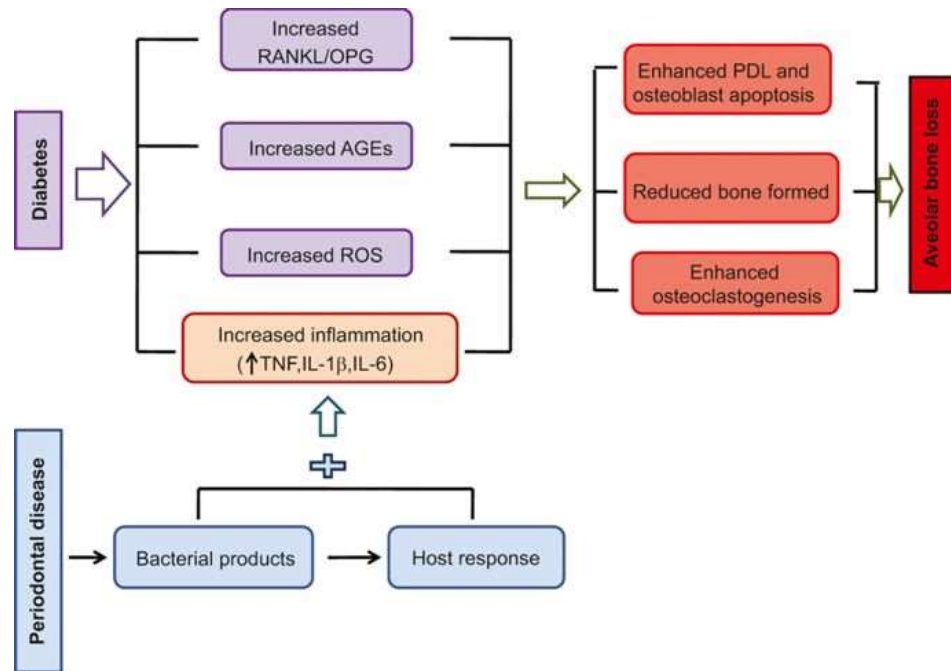 Diabetes
Increased
RANKL/OPG
Increased AGEs
Increased ROS
Increased inflammation
(↑TNF,IL-1β,IL-6)
Enhanced PDL and
osteoblast apoptosis
Reduced bone formed
Enhanced
osteoclastogenesis
Aveolar bone loss
Periodontal disease
Bacterial products
Host response